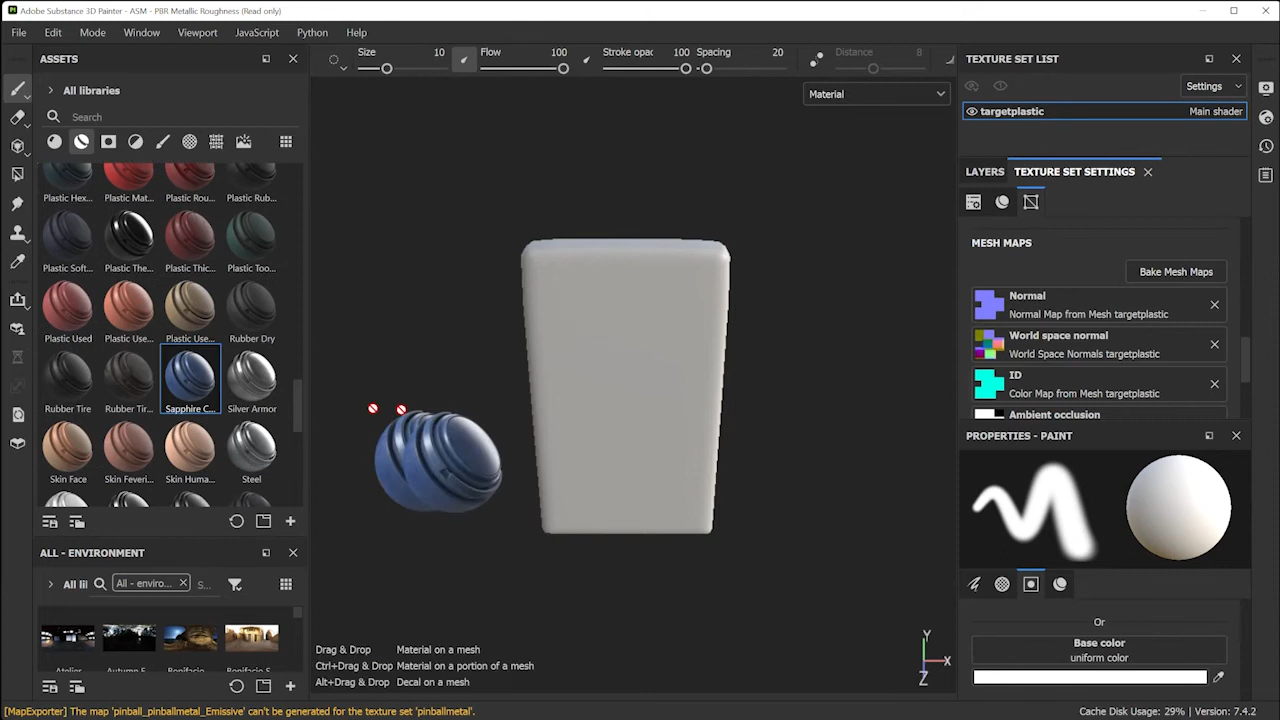 Adobe Substance 3D Painter - ASM - PBR Metallic Roughness (Read only)
File Edit Mode Window Viewport JavaScript Python Help
ASSETS
All libraries
Search
Plastic Hex... Plastic Mat... Plastic Rou... Plastic Rub...
Plastic Soft... Plastic The... Plastic Thic... Plastic Too...
Plastic Used Plastic Use... Plastic Use... Rubber Dry
Rubber Tire Rubber Tir... Sapphire C... Silver Armor
Skin Face Skin Feveri... Skin Huma... Steel
ALL - ENVIRONMENT
All lil All - enviro... S...
Size 10 Flow 100 Stroke opac 100 Spacing 20 Distance 8
Material
Drag & Drop Material on a mesh
Ctrl+Drag & Drop Material on a portion of a mesh
Alt+Drag & Drop Decal on a mesh
Y
X
Z
TEXTURE SET LIST
Settings
targetplastic Main shader
LAYERS TEXTURE SET SETTINGS
MESH MAPS
Bake Mesh Maps
Normal
Normal Map from Mesh targetplastic
World space normal
World Space Normals targetplastic
ID
Color Map from Mesh targetplastic
Ambient occlusion
PROPERTIES - PAINT
Or
Base color
uniform color
[MapExporter] The map 'pinball_pinballmetal_Emissive' can't be generated for the texture set 'pinballmetal'.
Cache Disk Usage: 29% | Version: 7.4.2